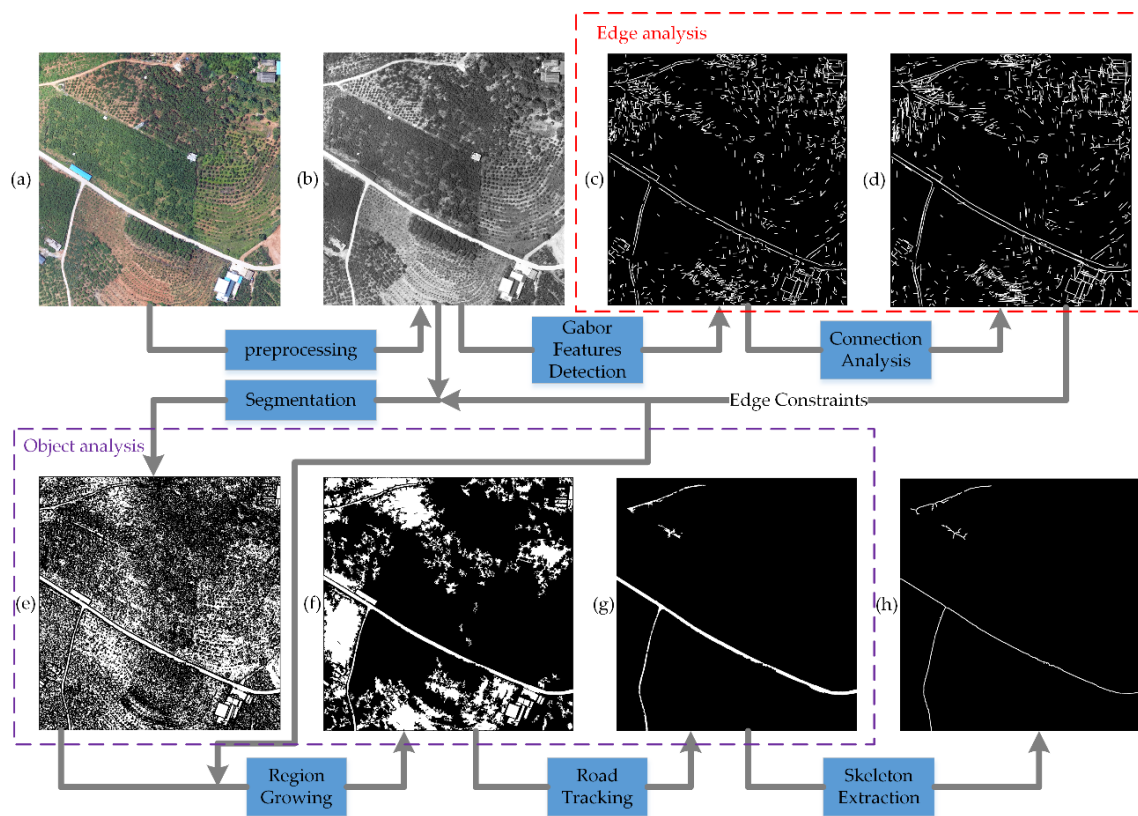 Edge analysis
(a)
(b)
(c)
(d)
preprocessing
Gabor
Features
Detection
Connection
Analysis
Segmentation
Edge Constraints
Object analysis
(e)
(f)
(g)
(h)
Region
Growing
Road
Tracking
Skeleton
Extraction